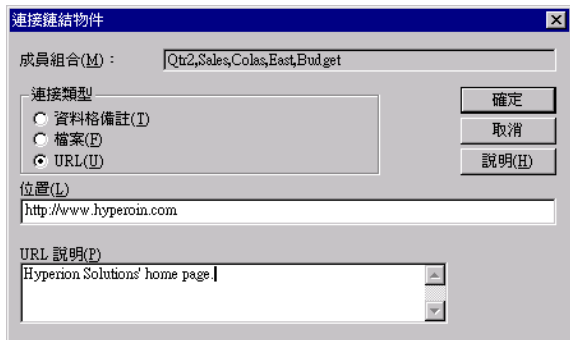 連接鏈結物件
成員組合(M)： Qtr2,Sales,Colas,East,Budget
連接類型
資料格備註(T)
檔案(F)
URL(U)
確定
取消
說明(H)
位置(L)
http://www.hyperoin.com
URL 說明(P)
Hyperion Solutions' home page.